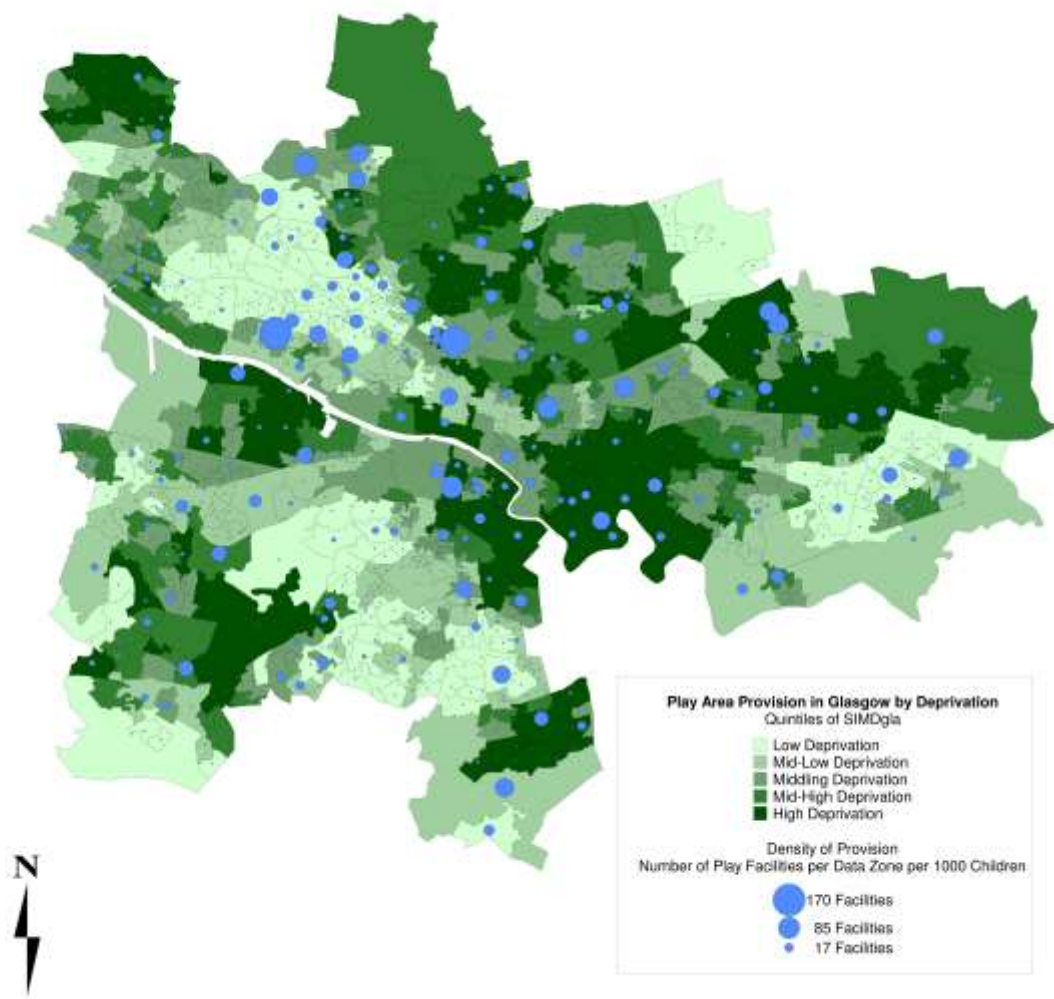 Play Area Provision in Glasgow by Deprivation
Quintiles of SIMDgla
Low Deprivation
Mid-Low Deprivation
Middling Deprivation
Mid-High Deprivation
High Deprivation
Density of Provision
Number of Play Facilities per Data Zone per 1000 Children
170 Facilities
85 Facilities
17 Facilities
N